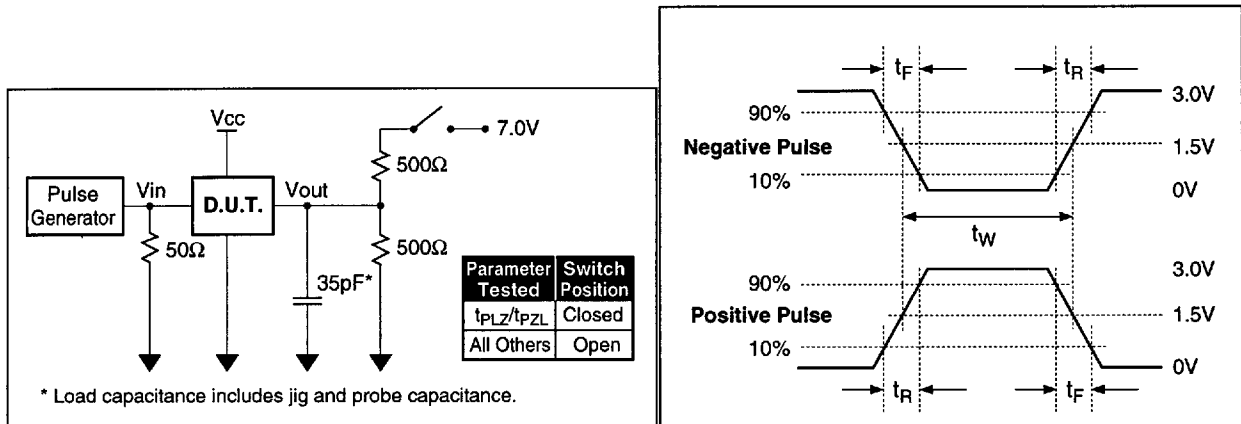 Vcc
7.0V
500Ω
Pulse
Generator
Vin
D.U.T.
Vout
50Ω
35pF*
500Ω
Parameter Tested Switch Position
tPLZ/tPZL Closed
All Others Open
* Load capacitance includes jig and probe capacitance.
tF tR
3.0V
90%
Negative Pulse 1.5V
10%
0V
tW
3.0V
90%
Positive Pulse 1.5V
10%
0V
tR tF